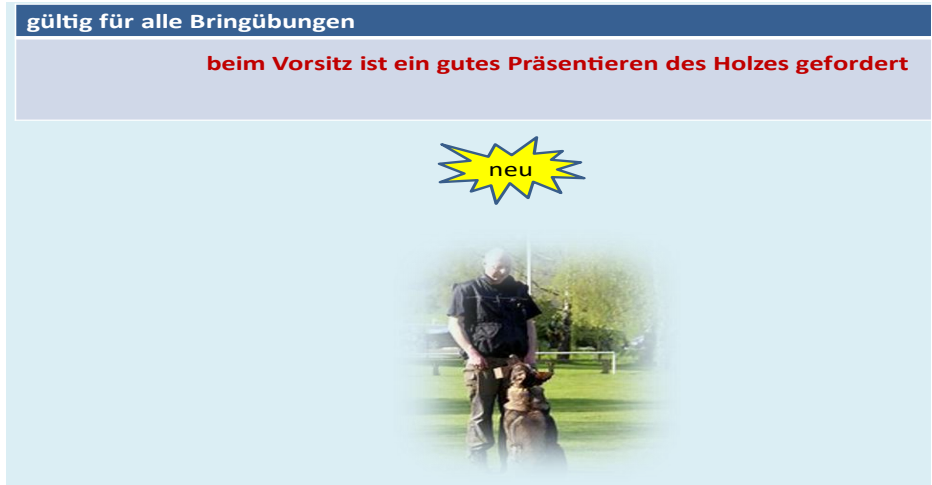 gültig für alle Bringübungen
beim Vorsitz ist ein gutes Präsentieren des Holzes gefordert
neu